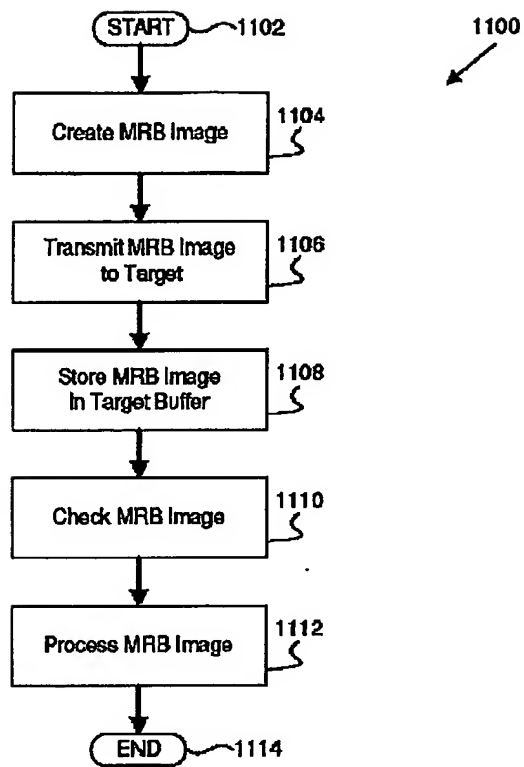 START
1102
1100
Create MRB Image
1104
Transmit MRB Image
to Target
1106
Store MRB Image
In Target Buffer
1108
Check MRB Image
1110
Process MRB Image
1112
END
1114